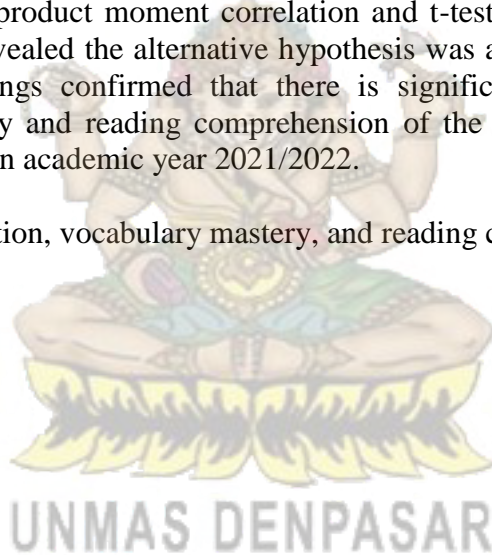 product moment correlation and t-test
vealed the alternative hypothesis was a
ngs confirmed that there is signific
y and reading comprehension of the
n academic year 2021/2022.
tion, vocabulary mastery, and reading c
UNMAS DENPASAR